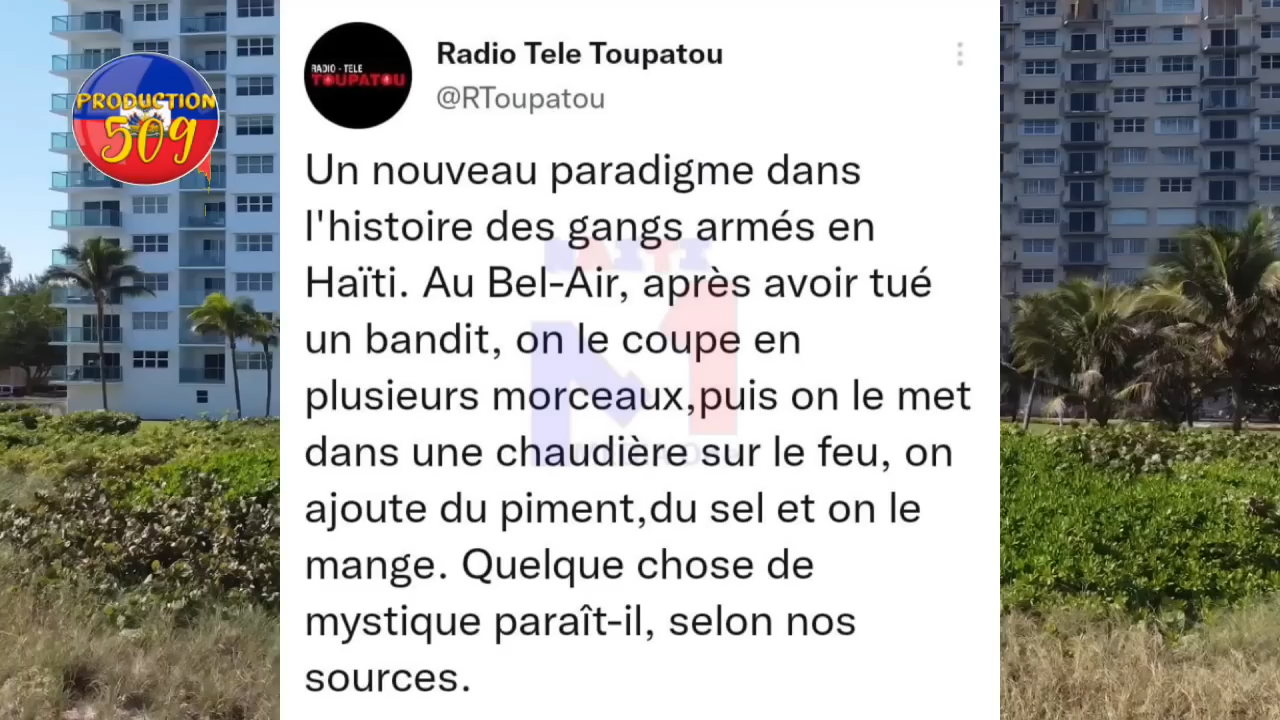 PRODUCTION
509
RADIO - TELE
TOUPATOU
Radio Tele Toupatou
@RToupatou
Un nouveau paradigme dans
l'histoire des gangs armés en
Haïti. Au Bel-Air, après avoir tué
un bandit, on le coupe en
plusieurs morceaux,puis on le met
dans une chaudière sur le feu, on
ajoute du piment,du sel et on le
mange. Quelque chose de
mystique paraît-il, selon nos
sources.